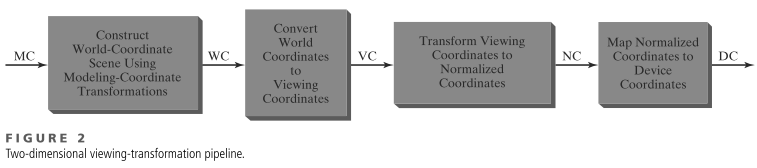 MC
Construct
World-Coordinate
Scene Using
Modeling-Coordinate
Transformations
WC
Convert
World
Coordinates
to
Viewing
Coordinates
VC
Transform Viewing
Coordinates to
Normalized
Coordinates
NC
Map Normalized
Coordinates to
Device
Coordinates
DC
FIGURE 2
Two-dimensional viewing-transformation pipeline.